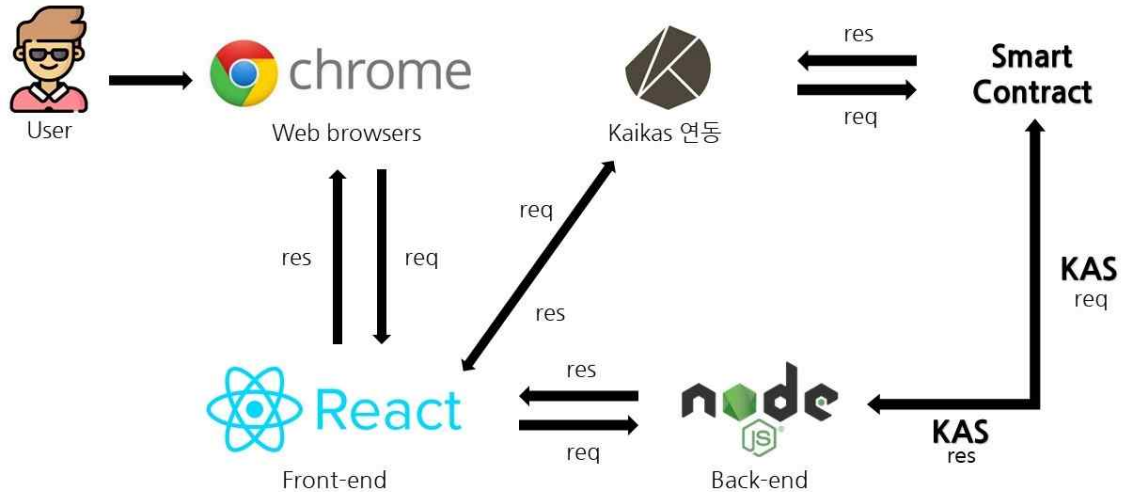 chrome
res
Smart
Contract
req
User
Web browsers
Kaikas 연동
req
res
req
KAS
req
res
React
res
node
JS
req
KAS
res
Front-end
Back-end